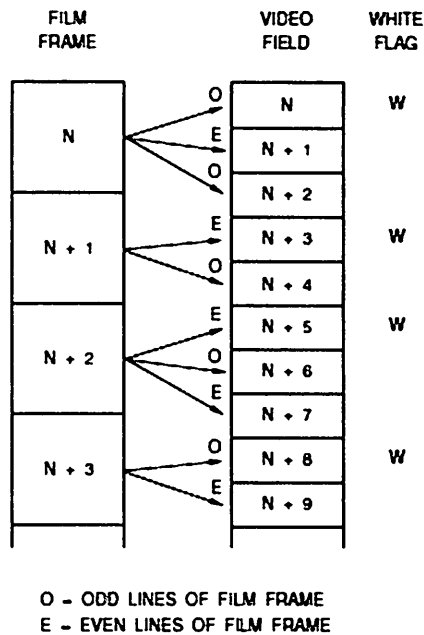 FILM FRAME
VIDEO FIELD
WHITE FLAG
O
N
W
N
E
N + 1
O
N + 2
E
N + 3
W
N + 1
O
N + 4
E
N + 5
W
N + 2
O
N + 6
E
N + 7
O
N + 8
W
N + 3
E
N + 9
O - ODD LINES OF FILM FRAME
E - EVEN LINES OF FILM FRAME